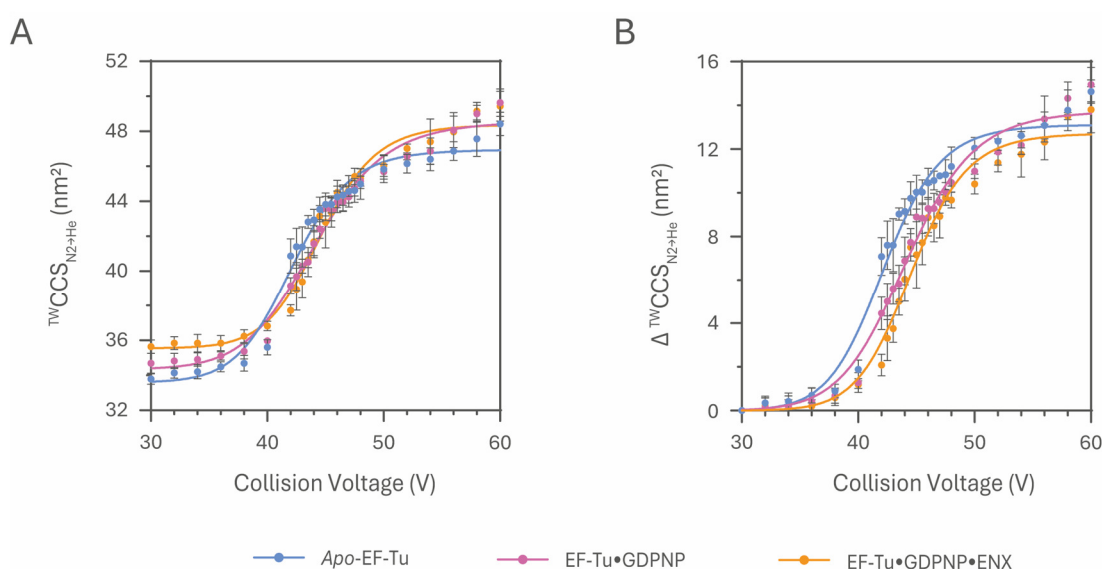 A
52
48
44
40
36
32
30
40
50
60
TWCCSN2→He (nm²)
Collision Voltage (V)
B
16
12
8
4
0
30
40
50
60
Δ TWCCSN2→He (nm²)
Collision Voltage (V)
Apo-EF-Tu
EF-Tu•GDPNP
EF-Tu•GDPNP•ENX